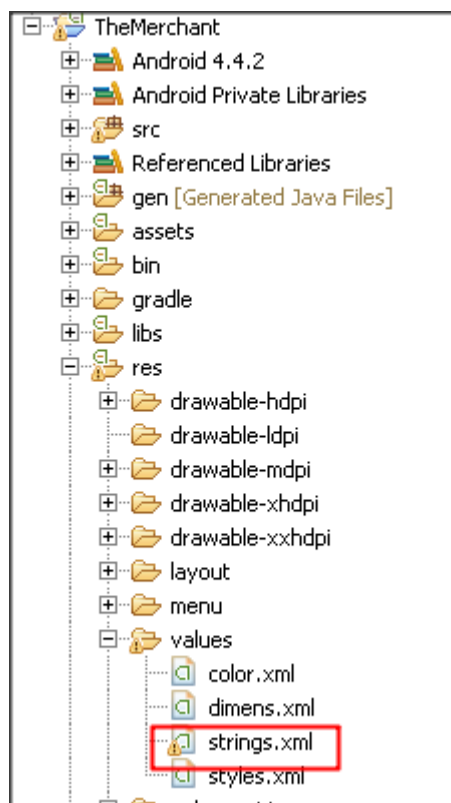 TheMerchant
Android 4.4.2
Android Private Libraries
src
Referenced Libraries
gen [Generated Java Files]
assets
bin
gradle
libs
res
drawable-hdpi
drawable-ldpi
drawable-mdpi
drawable-xhdpi
drawable-xxhdpi
layout
menu
values
color.xml
dimens.xml
strings.xml
styles.xml